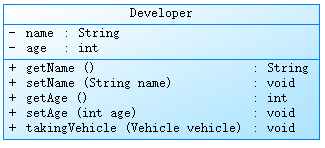 Developer
- name : String
- age : int
+ getName () : String
+ setName (String name) : void
+ getAge () : int
+ setAge (int age) : void
+ takingVehicle (Vehicle vehicle) : void